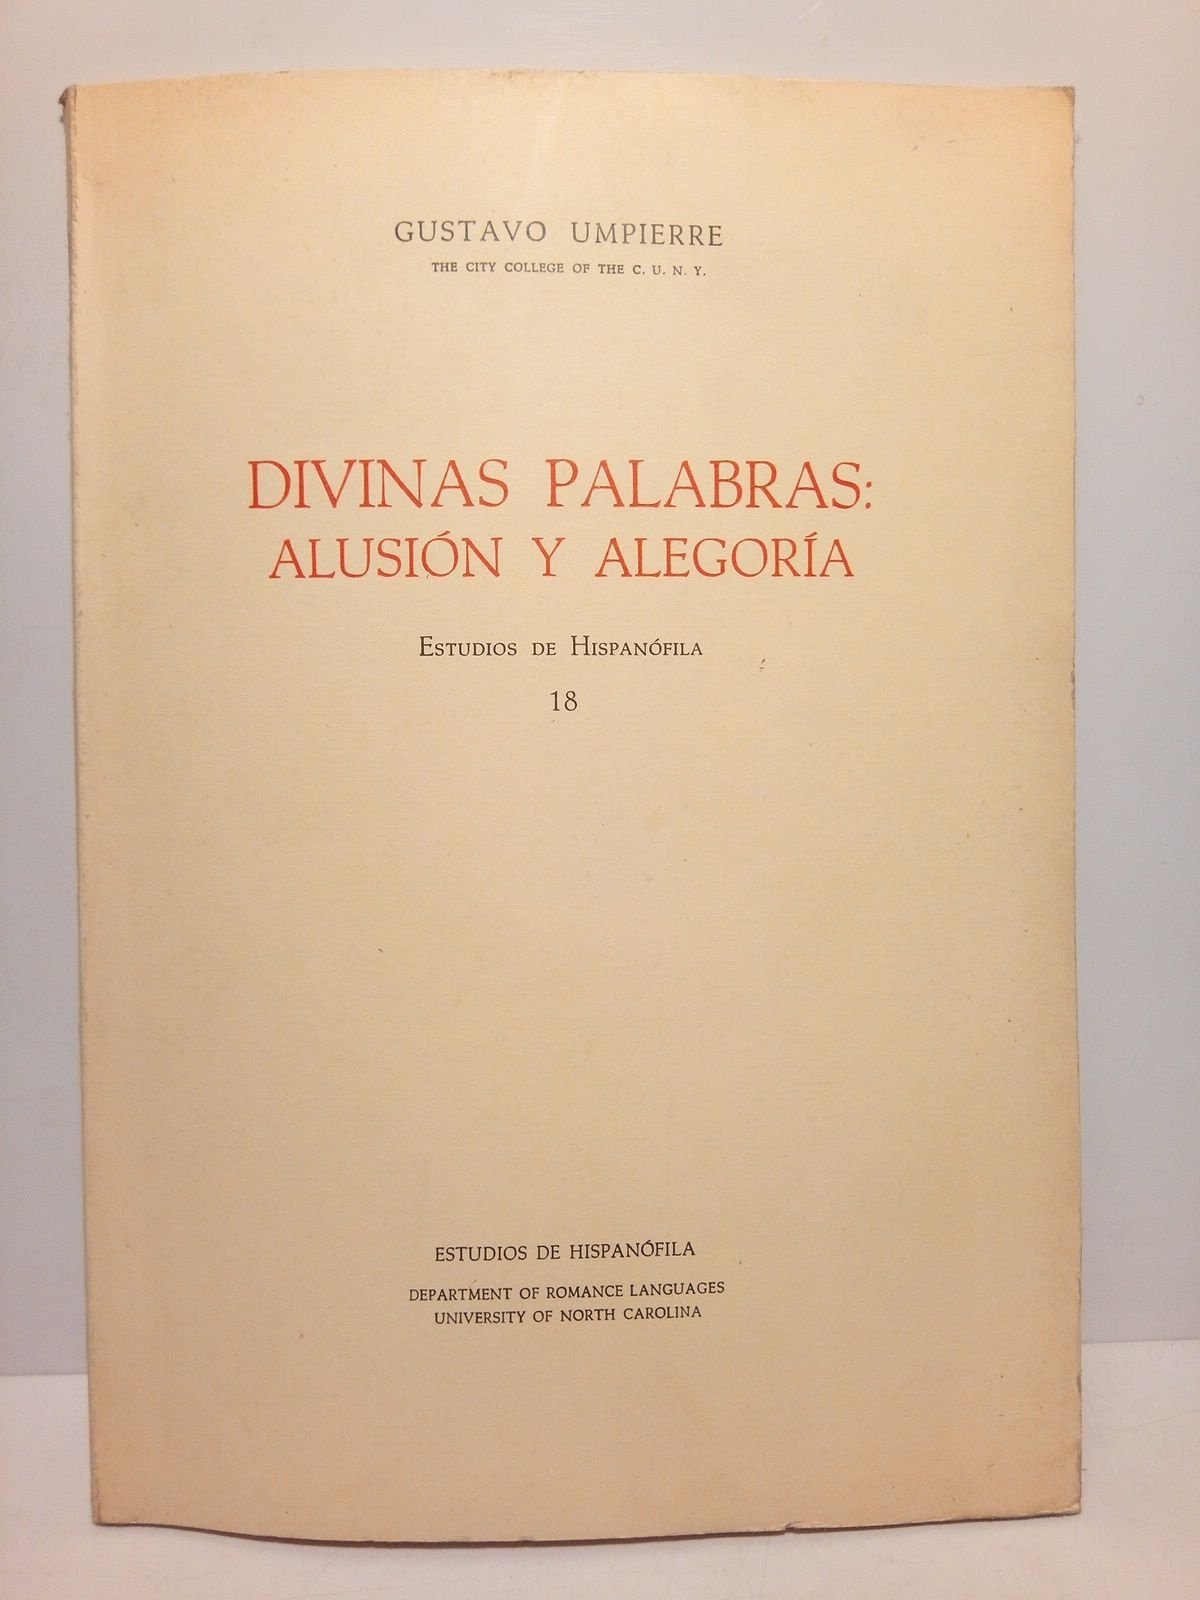 GUSTAVO UMPIERRE
THE CITY COLLEGE OF THE C. U. N. Y.
DIVINAS PALABRAS:
ALUSIÓN Y ALEGORÍA
ESTUDIOS DE HISPANÓFILA
18
ESTUDIOS DE HISPANÓFILA
DEPARTMENT OF ROMANCE LANGUAGES
UNIVERSITY OF NORTH CAROLINA